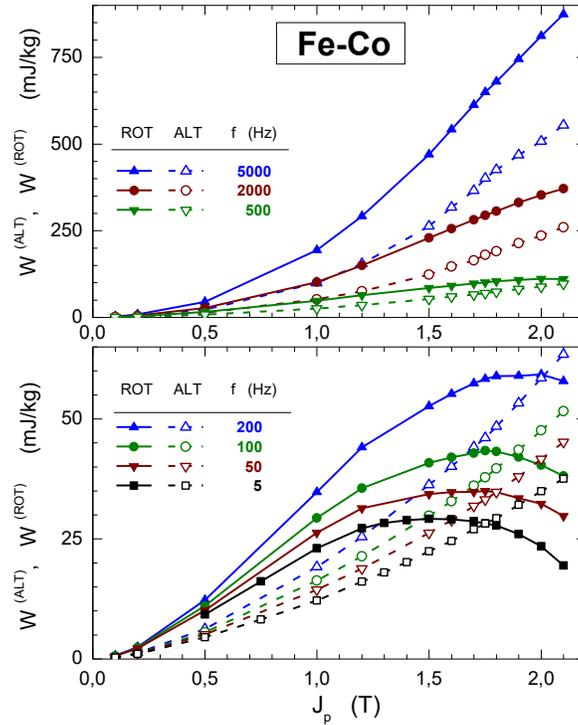 Fe-Co
750
500
250
0
W (ALT), W (ROT) (mJ/kg)
ROT ALT f (Hz)
5000
2000
500
0,0 0,5 1,0 1,5 2,0
50
25
0
W (ALT), W (ROT) (mJ/kg)
ROT ALT f (Hz)
200
100
50
5
0,0 0,5 1,0 1,5 2,0
J p (T)